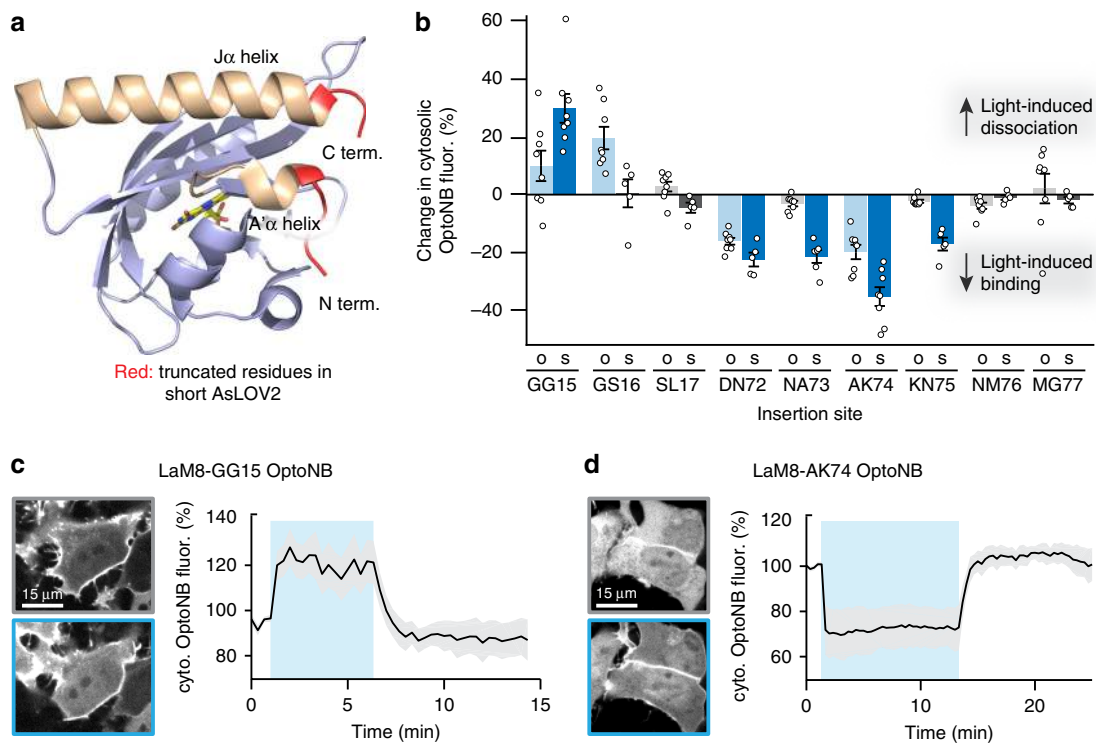 a
Jα helix
C term.
A'α helix
N term.
Red: truncated residues in
short AsLOV2
b
Change in cytosolic
OptoNB fluor. (%)
60
40
20
0
−20
−40
Light-induced
dissociation
Light-induced
binding
o s o s o s o s o s o s o s o s o s
GG15 GS16 SL17 DN72 NA73 AK74 KN75 NM76 MG77
Insertion site
c
LaM8-GG15 OptoNB
15 μm
cyto. OptoNB fluor. (%)
140
120
100
80
0 5 10 15
Time (min)
d
LaM8-AK74 OptoNB
15 μm
cyto. OptoNB fluor. (%)
120
100
80
60
0 10 20
Time (min)